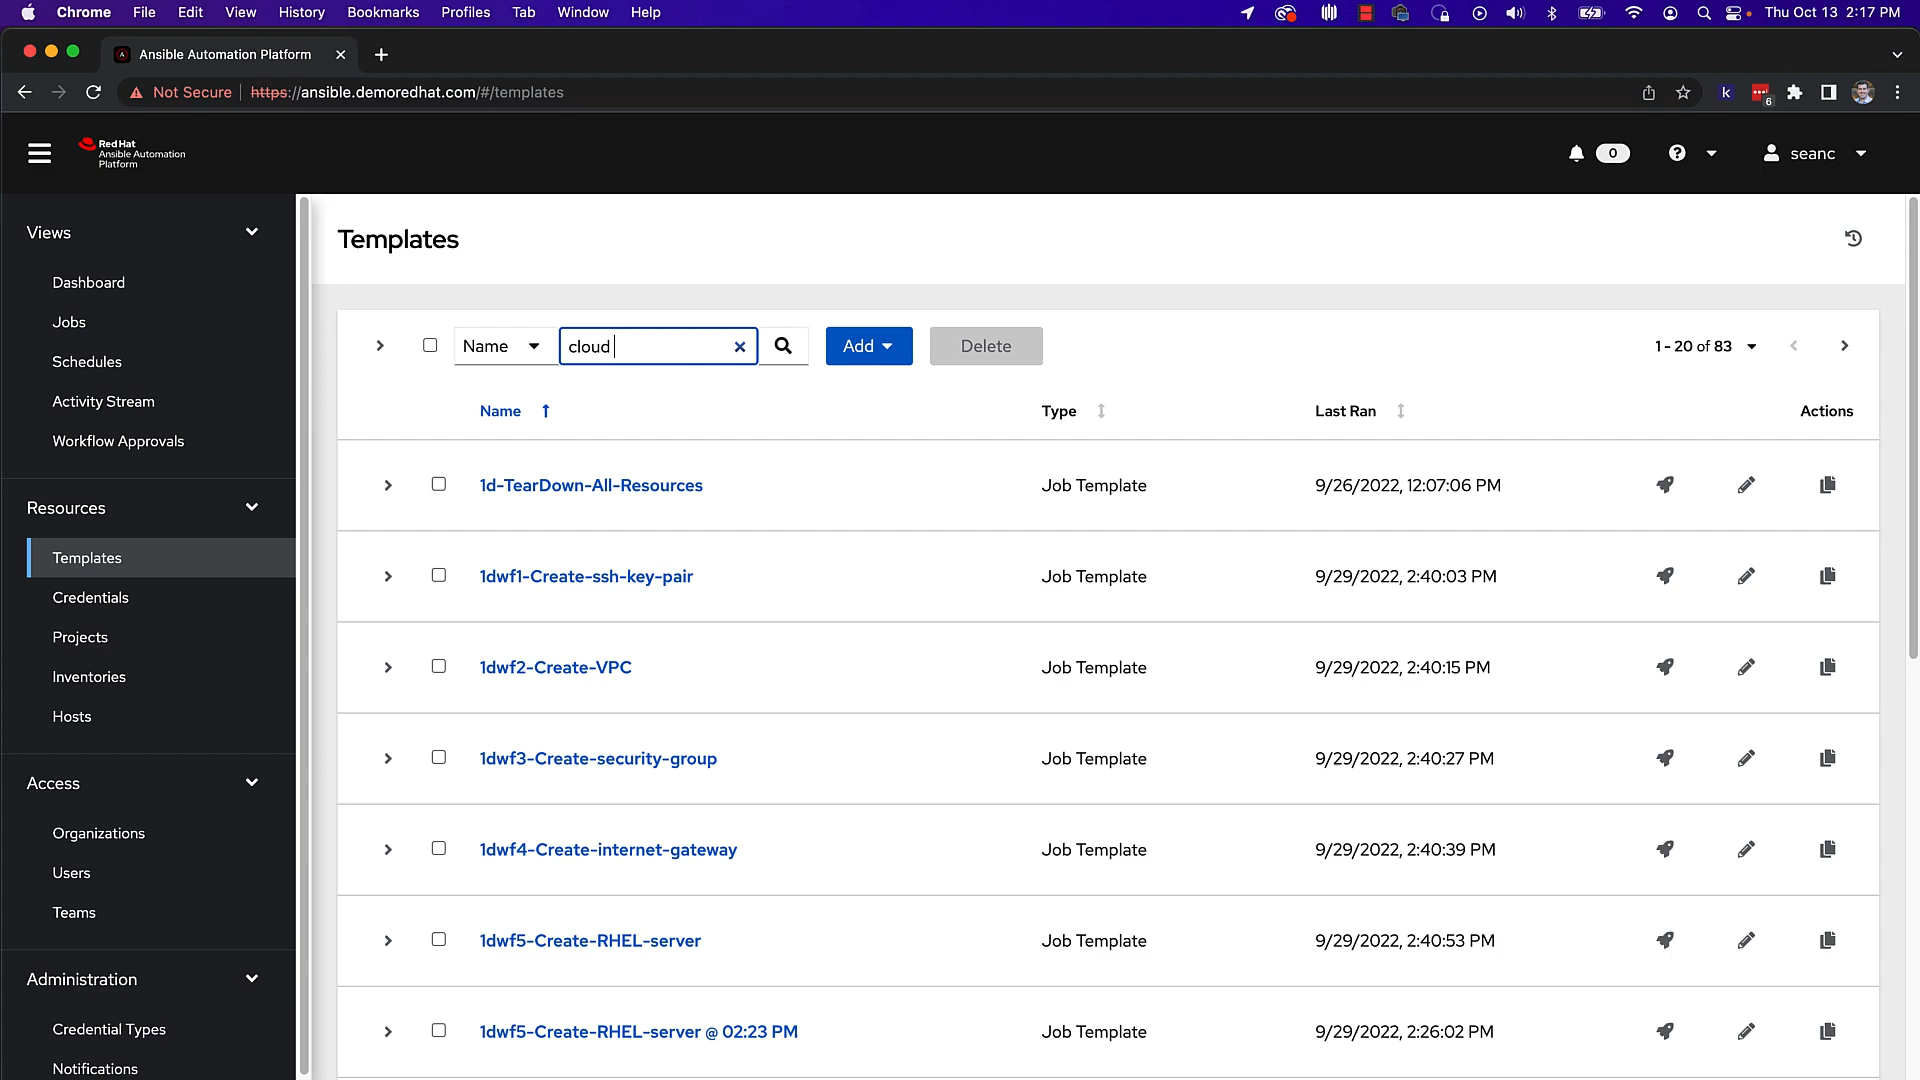 Chrome File Edit View History Bookmarks Profiles Tab Window Help Thu Oct 13 2:17 PM
Ansible Automation Platform
Not Secure https://ansible.demoredhat.com/#/templates k 6
Red Hat
Ansible Automation
Platform
0 seanc
Views
Dashboard
Jobs
Schedules
Activity Stream
Workflow Approvals
Resources
Templates
Credentials
Projects
Inventories
Hosts
Access
Organizations
Users
Teams
Administration
Credential Types
Notifications
Templates
Name cloud Add Delete 1 - 20 of 83
Name Type Last Ran Actions
1d-TearDown-All-Resources Job Template 9/26/2022, 12:07:06 PM
1dwf1-Create-ssh-key-pair Job Template 9/29/2022, 2:40:03 PM
1dwf2-Create-VPC Job Template 9/29/2022, 2:40:15 PM
1dwf3-Create-security-group Job Template 9/29/2022, 2:40:27 PM
1dwf4-Create-internet-gateway Job Template 9/29/2022, 2:40:39 PM
1dwf5-Create-RHEL-server Job Template 9/29/2022, 2:40:53 PM
1dwf5-Create-RHEL-server @ 02:23 PM Job Template 9/29/2022, 2:26:02 PM